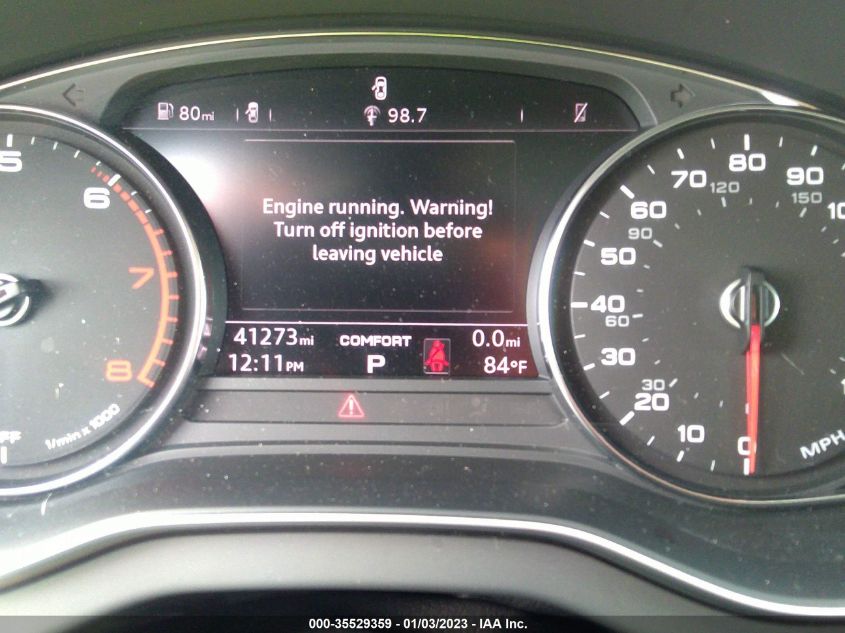 80mi
98.7
Engine running. Warning!
Turn off ignition before
leaving vehicle
41273mi COMFORT 0.0mi
12:11PM P 84°F
5
6
7
8
1/min x 1000
FF
0
10
20
30
30
40
60
50
90
60
70
120
80
90
150
MPH
000-35529359 - 01/03/2023 - IAA Inc.